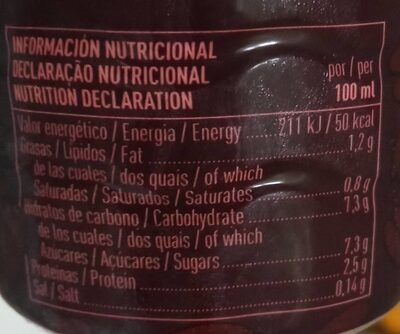 INFORMACIÓN NUTRICIONAL
DECLARAÇÃO NUTRICIONAL
NUTRITION DECLARATION
por / per
100 ml
Valor energético / Energia / Energy 211 kJ / 50 kcal
Grasas / Lípidos / Fat 1,2 g
de las cuales / dos quais / of which
Saturadas / Saturados / Saturates 0,8 g
Hidratos de carbono / Carbohydrate 7,3 g
de los cuales / dos quais / of which
Azúcares / Açúcares / Sugars 7,3 g
Proteínas / Protein 2,5 g
Sal / Salt 0,14 g